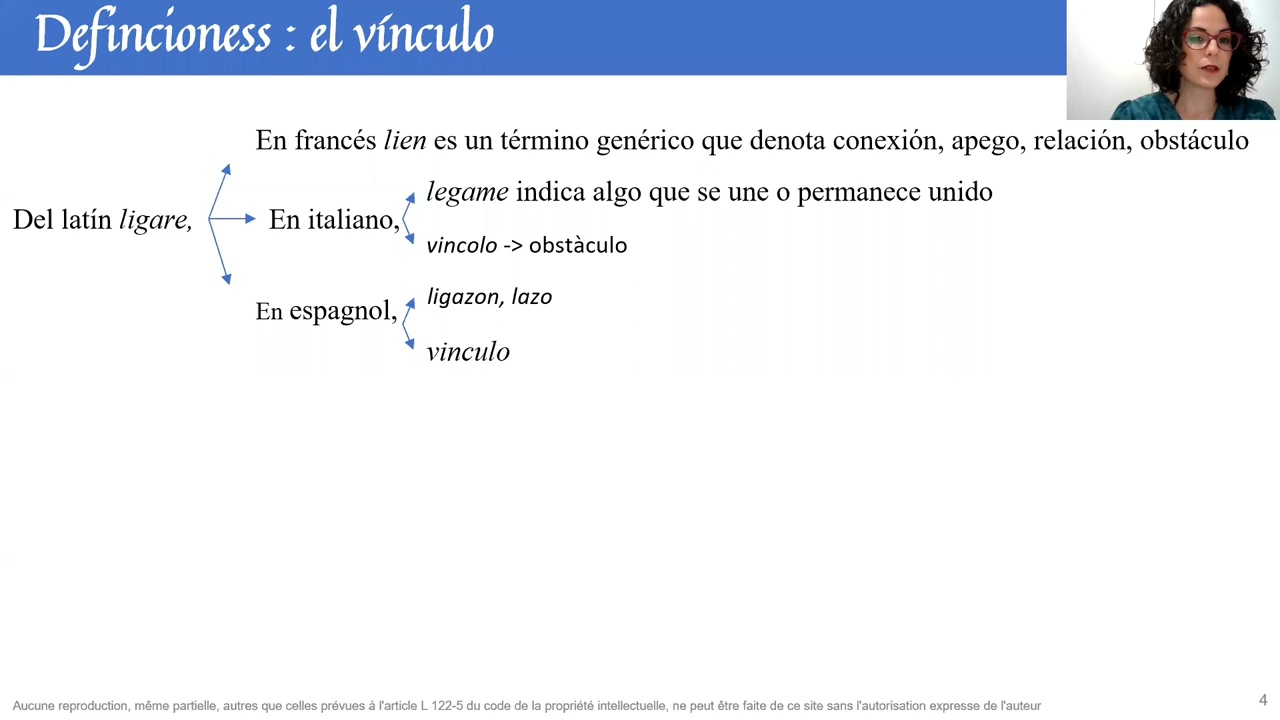 Defincioness : el vínculo
En francés lien es un término genérico que denota conexión, apego, relación, obstáculo
legame indica algo que se une o permanece unido
Del latín ligare,
En italiano,
vincolo -> obstàculo
ligazon, lazo
En espagnol,
vinculo
Aucune reproduction, même partielle, autres que celles prévues à l'article L 122-5 du code de la propriété intellectuelle, ne peut être faite de ce site sans l'autorisation expresse de l'auteur
4